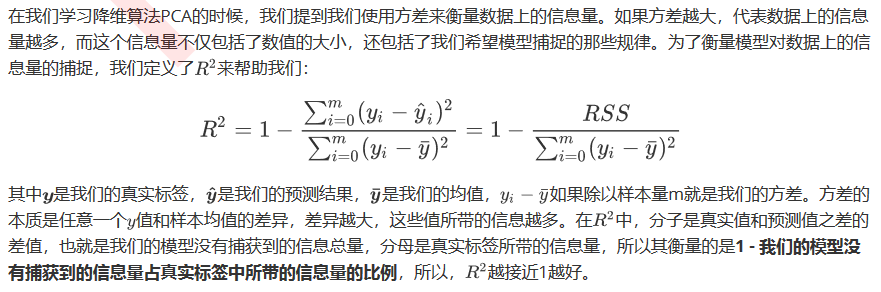 在我们学习降维算法PCA的时候，我们提到我们使用方差来衡量数据上的信息量。如果方差越大，代表数据上的信息
量越多，而这个信息量不仅包括了数值的大小，还包括了我们希望模型捕捉的那些规律。为了衡量模型对数据上的信
息量的捕捉，我们定义了R²来帮助我们：
R² = 1 - \frac{\sum_{i=0}^{m}(y_i - \hat{y}_i)^2}{\sum_{i=0}^{m}(y_i - \bar{y})^2} = 1 - \frac{RSS}{\sum_{i=0}^{m}(y_i - \bar{y})^2}
其中y是我们的真实标签，ŷ是我们的预测结果，ȳ是我们的均值，yᵢ − ȳ如果除以样本量m就是我们的方差。方差的
本质是任意一个y值和样本均值的差异，差异越大，这些值所带的信息越多。在R²中，分子是真实值和预测值之差的
差值，也就是我们的模型没有捕获到的信息总量，分母是真实标签所带的信息量，所以其衡量的是1 - 我们的模型没
有捕获到的信息量占真实标签中所带的信息量的比例，所以，R²越接近1越好。